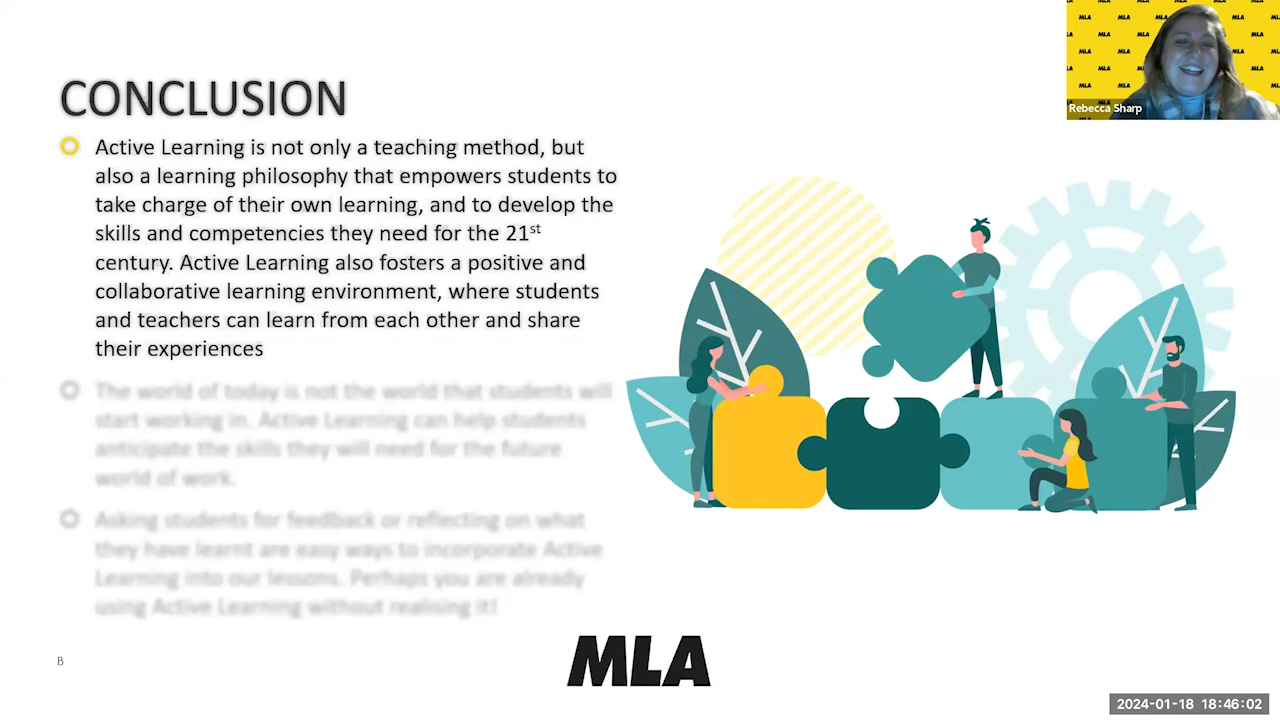 CONCLUSION
Active Learning is not only a teaching method, but
also a learning philosophy that empowers students to
take charge of their own learning, and to develop the
skills and competencies they need for the 21st
century. Active Learning also fosters a positive and
collaborative learning environment, where students
and teachers can learn from each other and share
their experiences
The world of today is not the world that students will
start working in. Active Learning can help students
anticipate the skills they will need for the future
world of work.
Asking students for feedback or reflecting on what
they have learnt are easy ways to incorporate Active
Learning into our lessons. Perhaps you are already
using Active Learning without realising it!
B
MLA
Rebecca Sharp
2024-01-18 18:46:02